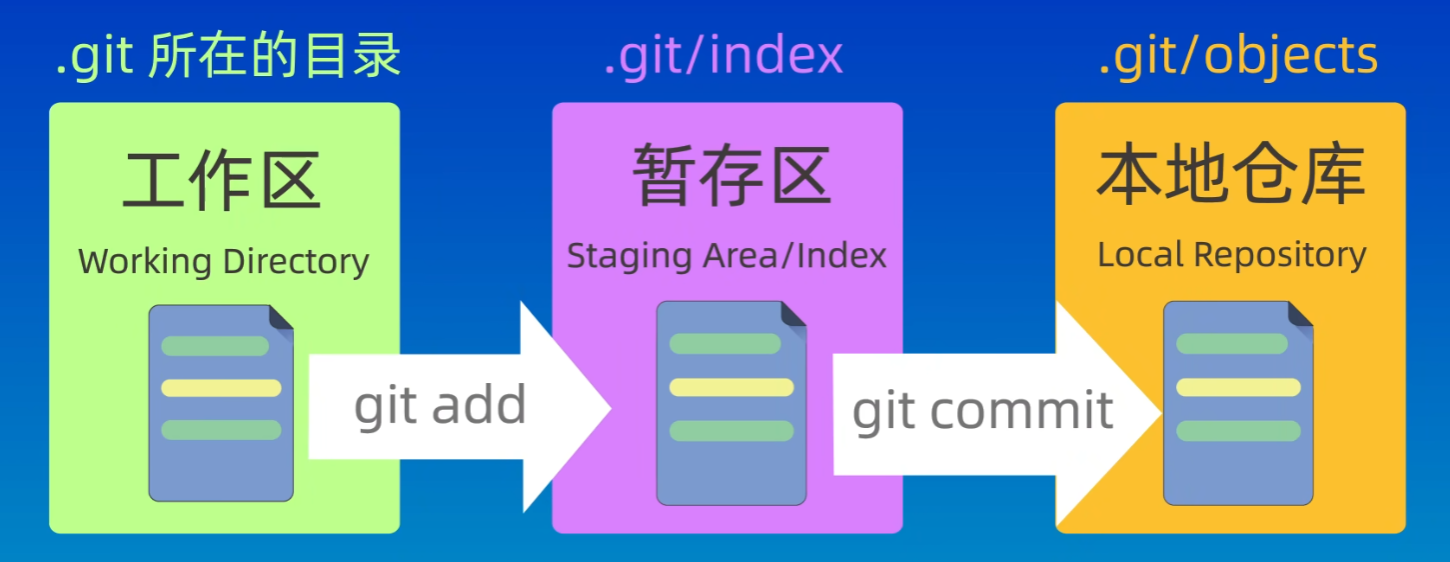 .git 所在的目录
.git/index
.git/objects
工作区
Working Directory
暂存区
Staging Area/Index
本地仓库
Local Repository
git add
git commit